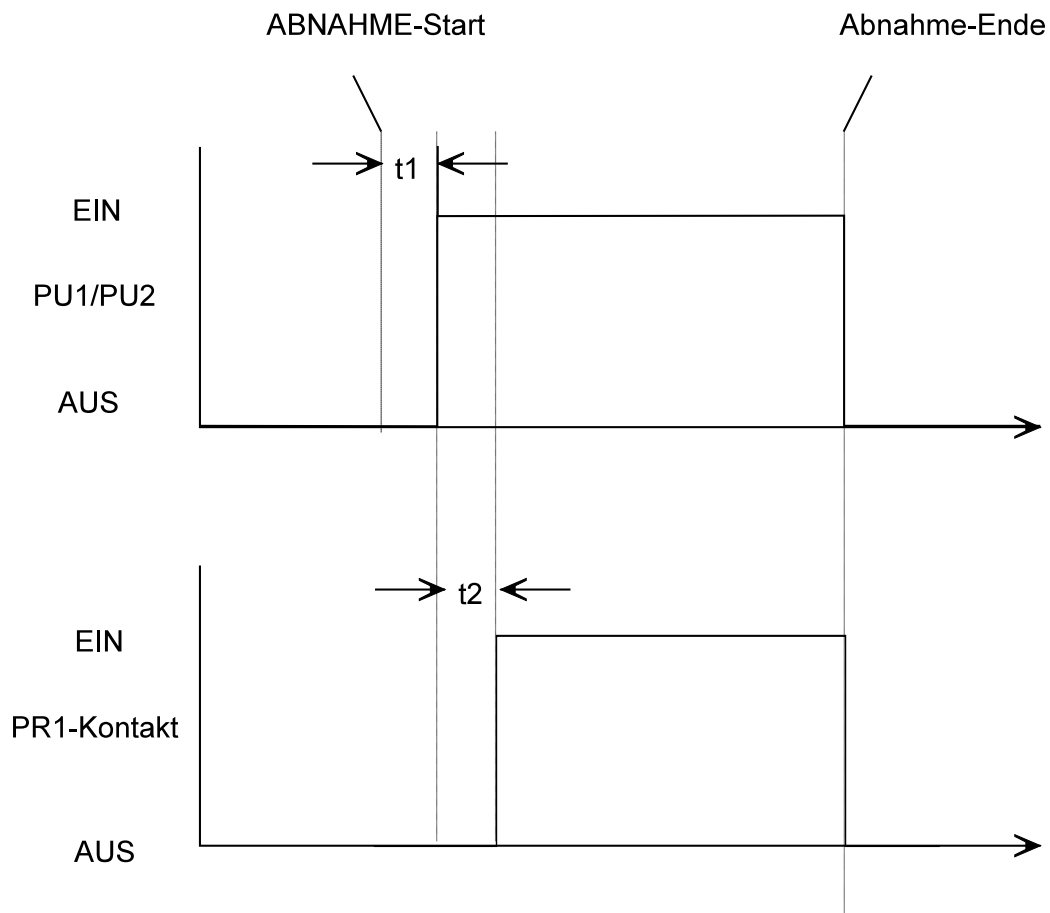 ABNAHME-Start
Abnahme-Ende
t1
EIN
PU1/PU2
AUS
t2
EIN
PR1-Kontakt
AUS